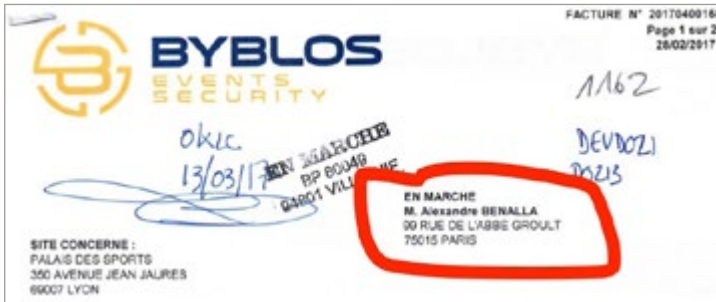 FACTURE N° 2017040016
Page 1 sur 2
28/02/2017
BYBLOS
EVENTS
SECURITY
1162
OKLC
13/03/17
EN MARCHE
BP 80049
DEVDOZ1
EN MARCHE
M. Alexandre BENALLA
99 RUE DE L'ABBE GROULT
75015 PARIS
SITE CONCERNE :
PALAIS DES SPORTS
350 AVENUE JEAN JAURES
69007 LYON